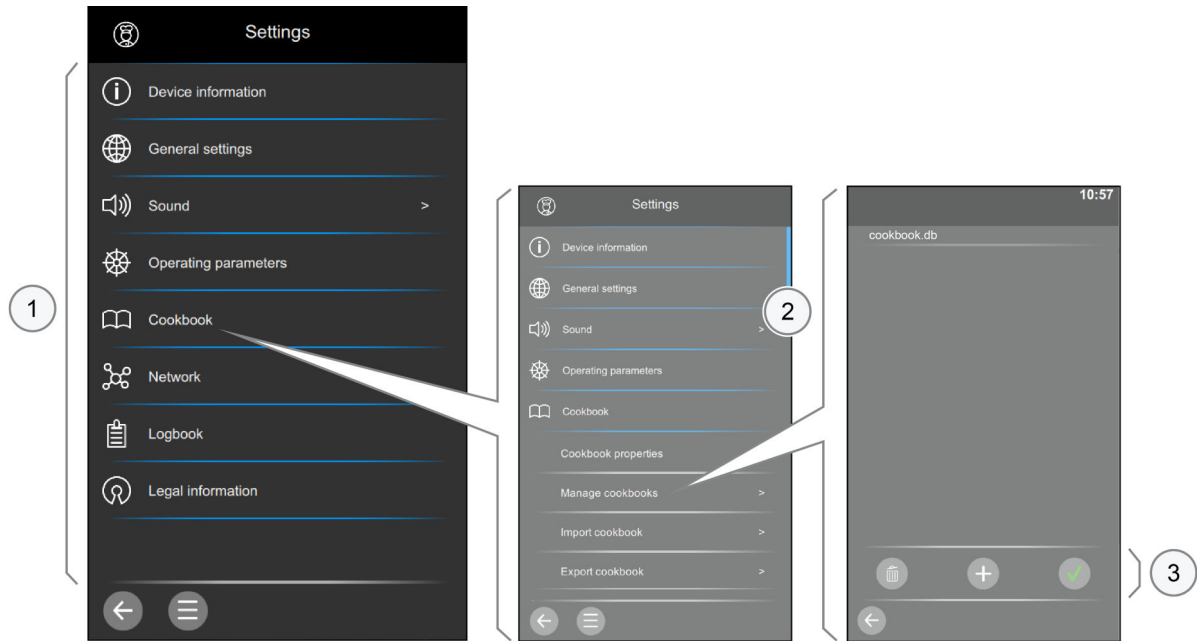 Settings
Device information
General settings
Sound >
Operating parameters
Cookbook
Network
Logbook
Legal information
1
Settings
Device information
General settings
Sound >
Operating parameters
Cookbook
Cookbook properties
Manage cookbooks >
Import cookbook >
Export cookbook >
2
10:57
cookbook.db
3